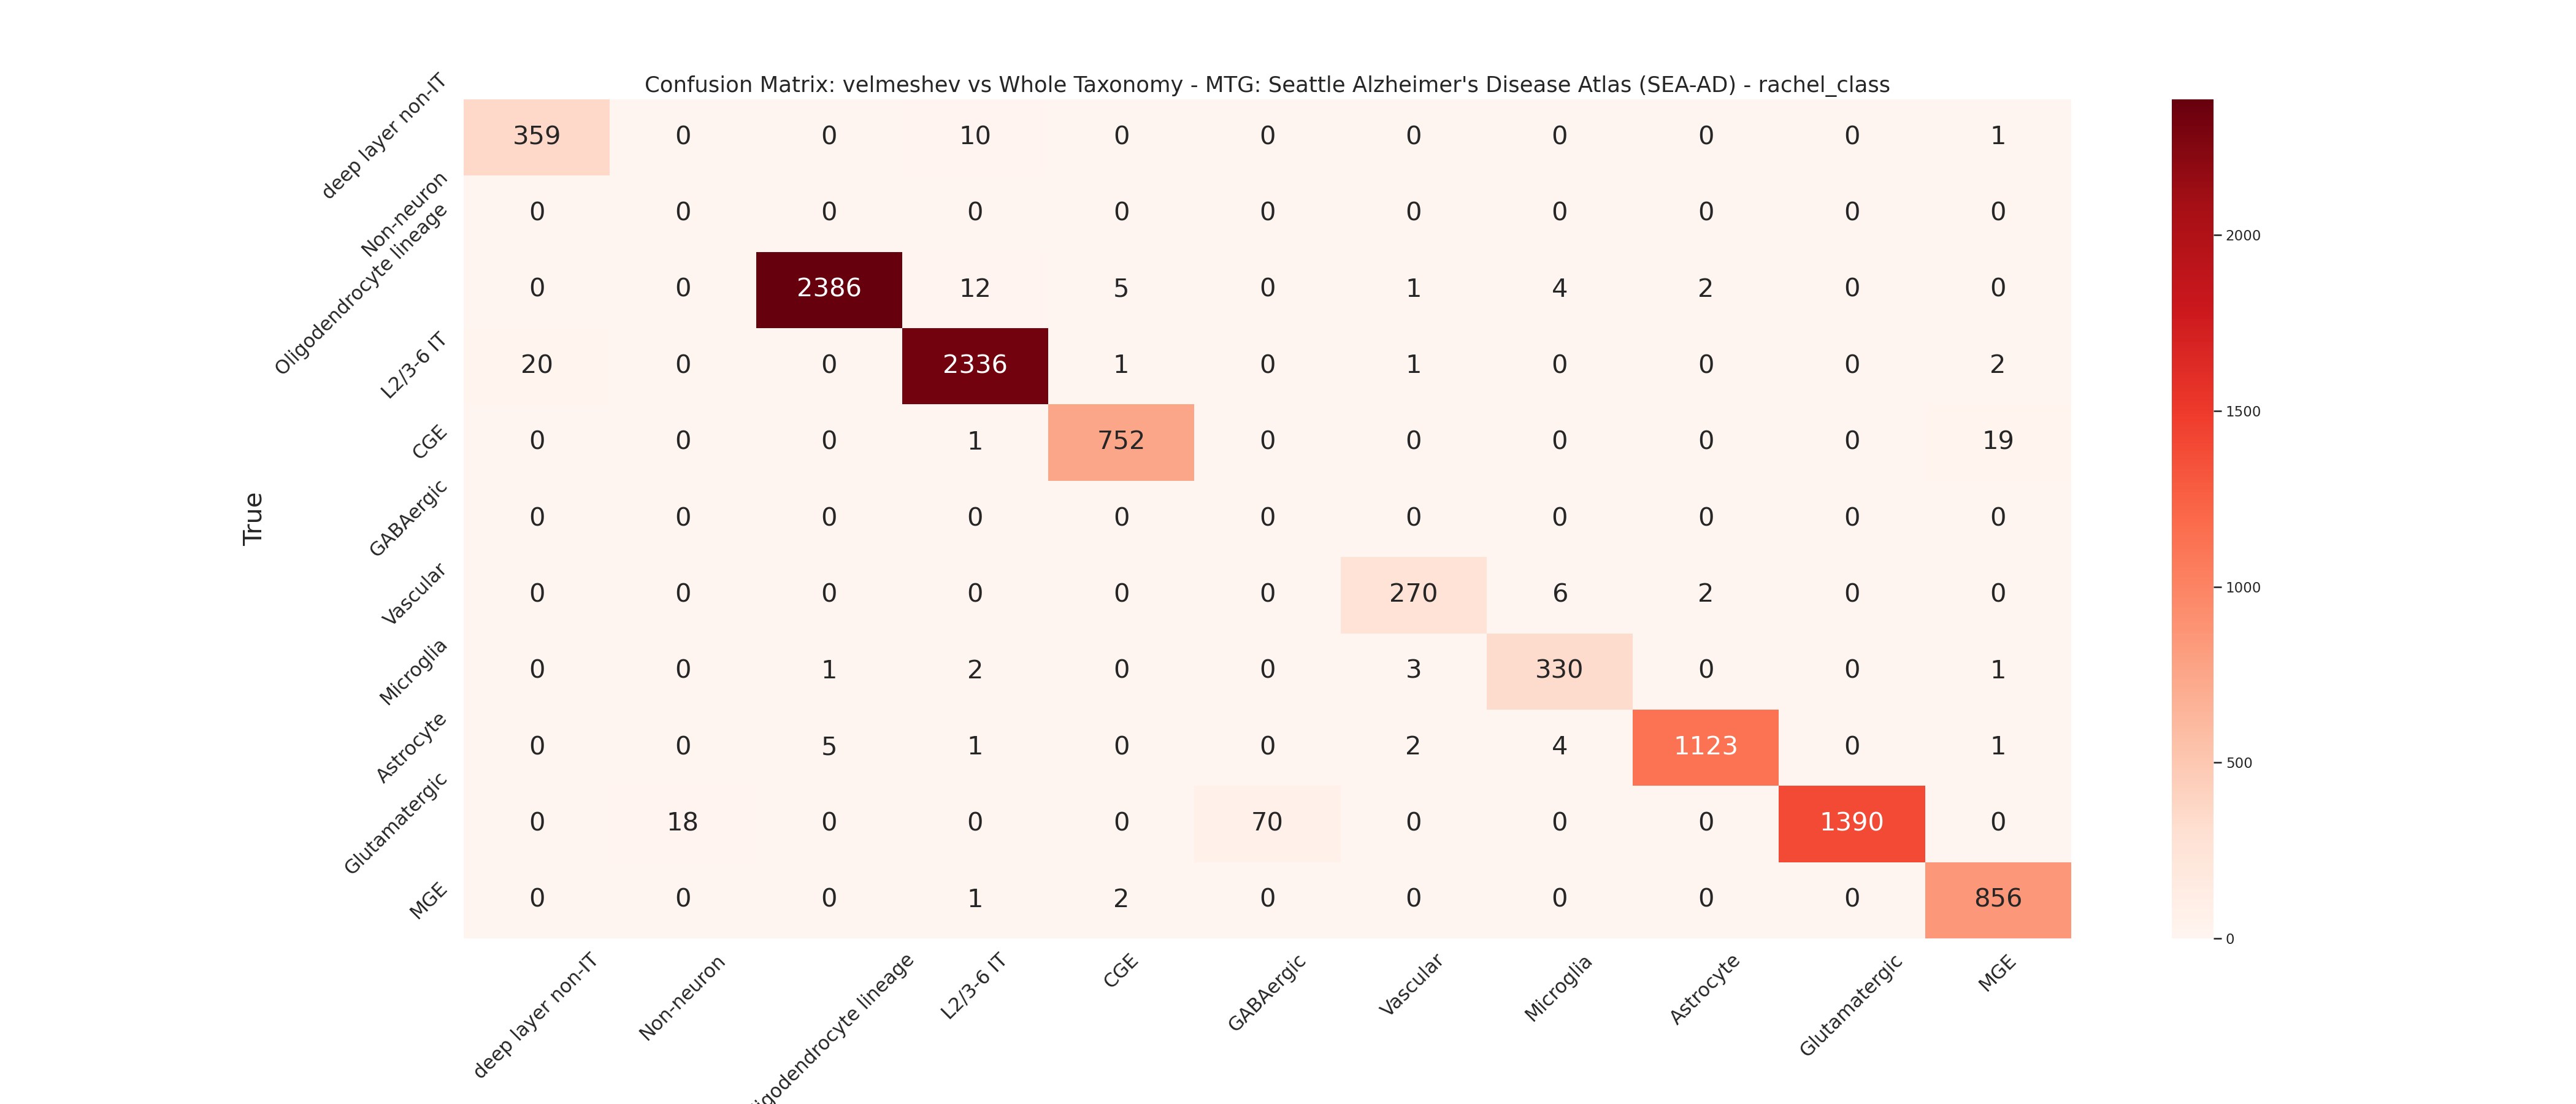 Confusion Matrix: velmeshev vs Whole Taxonomy - MTG: Seattle Alzheimer's Disease Atlas (SEA-AD) - rachel_class
True
deep layer non-IT 359 0 0 10 0 0 0 0 0 0 1
Non-neuron 0 0 0 0 0 0 0 0 0 0 0
Oligodendrocyte lineage 0 0 2386 12 5 0 1 4 2 0 0
L2/3-6 IT 20 0 0 2336 1 0 1 0 0 0 2
CGE 0 0 0 1 752 0 0 0 0 0 19
GABAergic 0 0 0 0 0 0 0 0 0 0 0
Vascular 0 0 0 0 0 0 270 6 2 0 0
Microglia 0 0 1 2 0 0 3 330 0 0 1
Astrocyte 0 0 5 1 0 0 2 4 1123 0 1
Glutamatergic 0 18 0 0 0 70 0 0 0 1390 0
MGE 0 0 0 1 2 0 0 0 0 0 856
deep layer non-IT Non-neuron igodendrocyte lineage L2/3-6 IT CGE GABAergic Vascular Microglia Astrocyte Glutamatergic MGE
2000
1500
1000
500
0